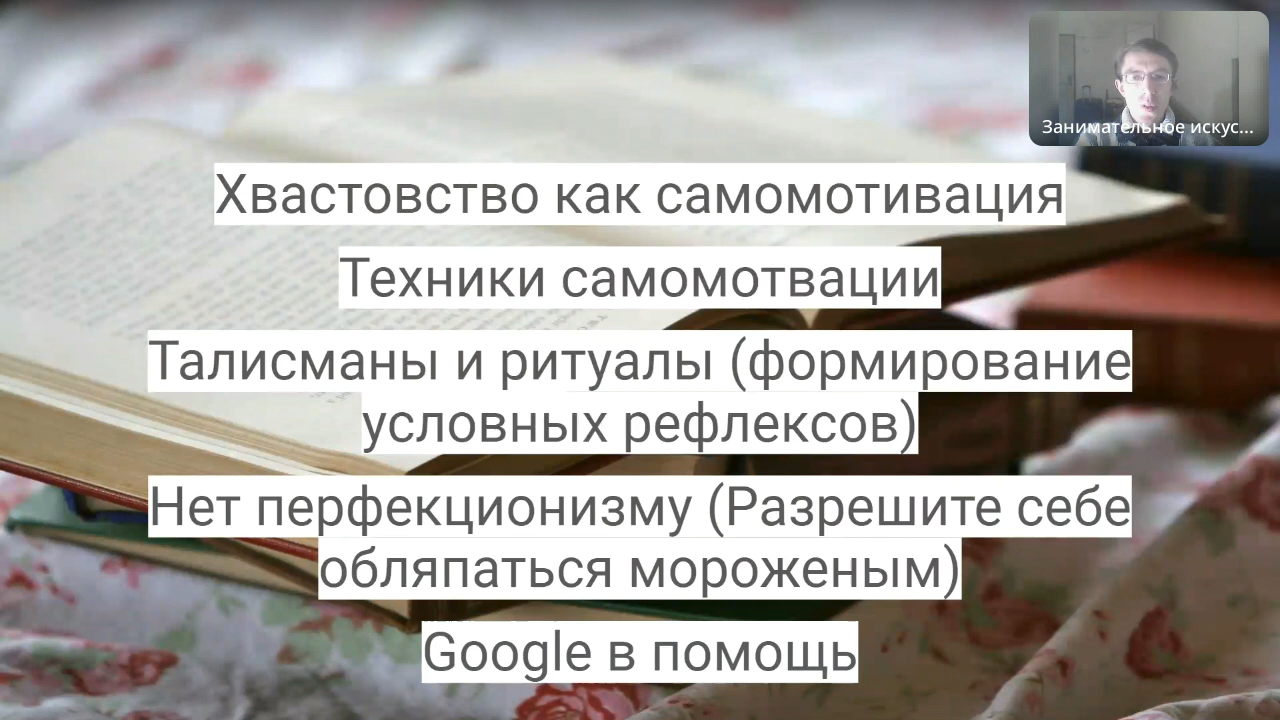 Занимательное искус...
Хвастовство как самомотивация
Техники самомотвации
Талисманы и ритуалы (формирование
условных рефлексов)
Нет перфекционизму (Разрешите себе
обляпаться мороженым)
Google в помощь